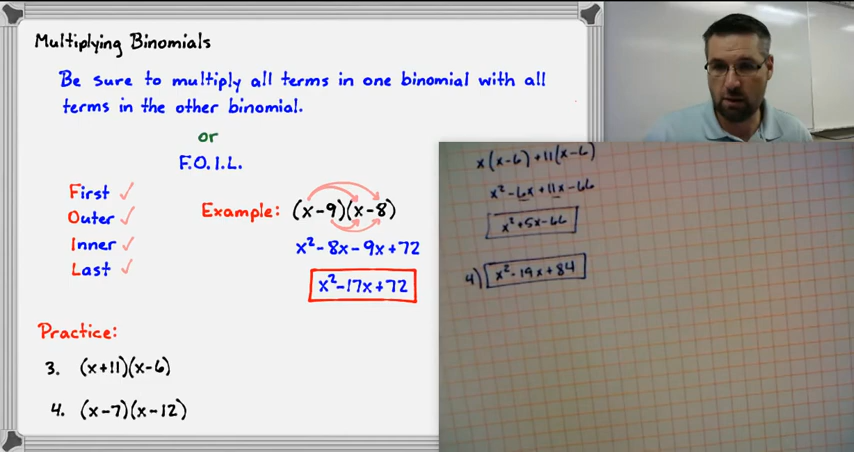 Multiplying Binomials
Be sure to multiply all terms in one binomial with all
terms in the other binomial.
or
F.O.I.L.
First ✓
Outer ✓
Inner ✓
Last ✓
Example: (x-9)(x-8)
x²-8x-9x+72
x²-17x+72
Practice:
3. (x+11)(x-6)
4. (x-7)(x-12)
x(x-6)+11(x-6)
x²-6x+11x-66
x²+5x-66
4) x²-19x+84